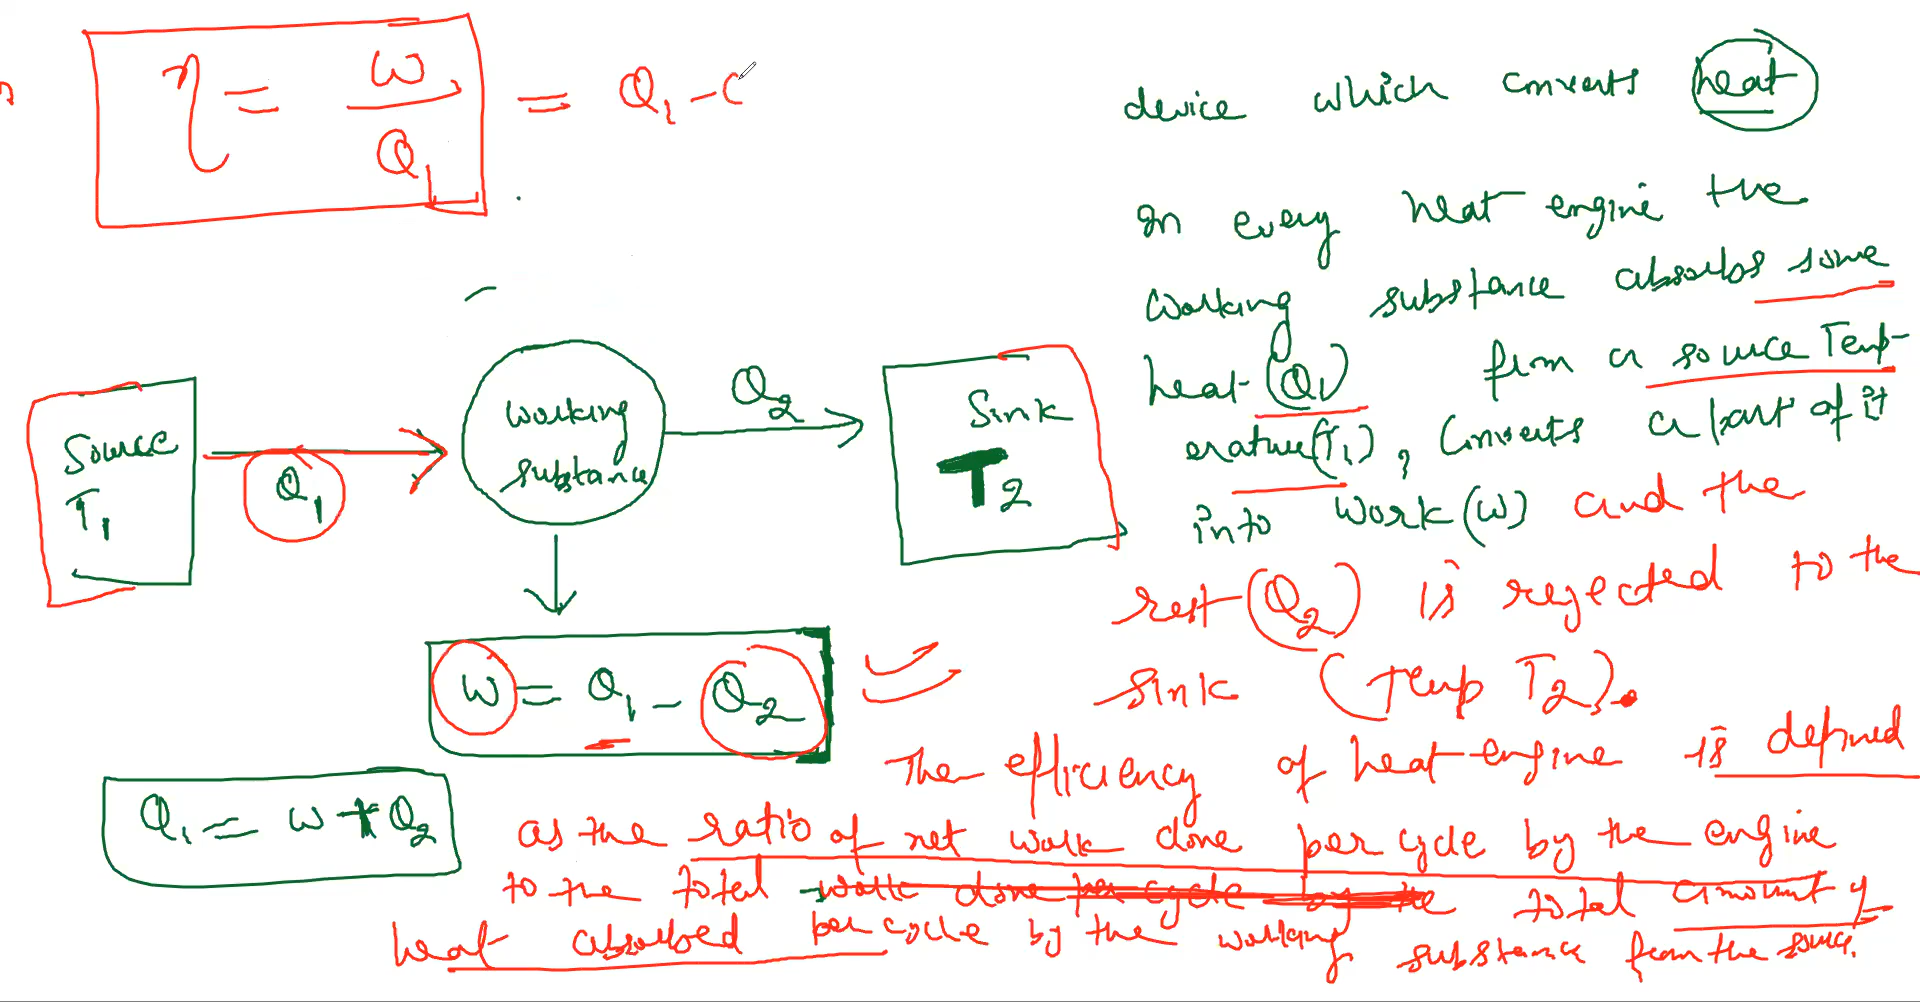 η = W / Q₁ = Q₁ –
device which converts heat
In every heat engine the
working substance absorbs some
heat (Q₁) from a source Temp-
erature (T₁), converts a part of it
into work (W) and the
rest (Q₂) is rejected to the
sink (Temp T₂).
Source
T₁
Q₁
working
substance
Q₂
Sink
T₂
W = Q₁ – Q₂
Q₁ = W + Q₂
The efficiency of heat engine is defined
as the ratio of net work done per cycle by the engine
to the total work done per cycle by the total amount of
heat absorbed per cycle by the working substance from the source.